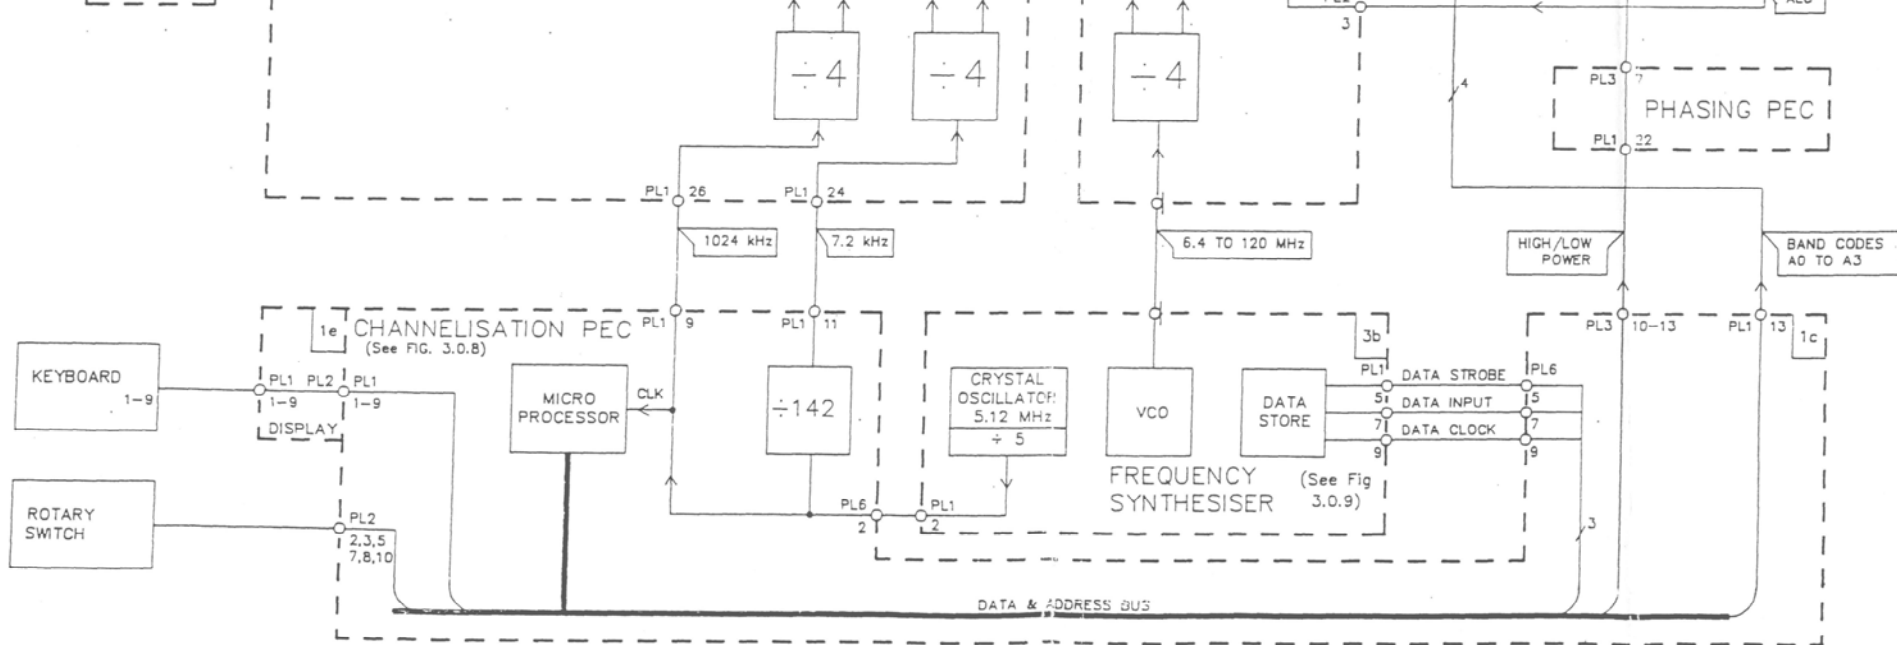 3
÷4
÷4
÷4
4
PL3 7
PHASING PEC
PL1 22
PL1 26
PL1 24
1024 kHz
7.2 kHz
6.4 TO 120 MHz
HIGH/LOW
POWER
BAND CODES
A0 TO A3
1e
CHANNELISATION PEC
(See FIG. 3.0.8)
PL1 9
PL1 11
3b
PL3 10-13
PL1 13
1c
KEYBOARD
1-9
PL1 PL2 PL1
1-9 1-9
DISPLAY
MICRO
PROCESSOR
CLK
÷142
CRYSTAL
OSCILLATOR
5.12 MHz
÷ 5
VCO
DATA
STORE
PL1 DATA STROBE PL6
5 DATA INPUT 5
7 DATA CLOCK 7
9 9
FREQUENCY
SYNTHESISER
(See Fig
3.0.9)
ROTARY
SWITCH
PL2
2,3,5
7,8,10
PL6 PL1
2 2
3
DATA & ADDRESS BUS